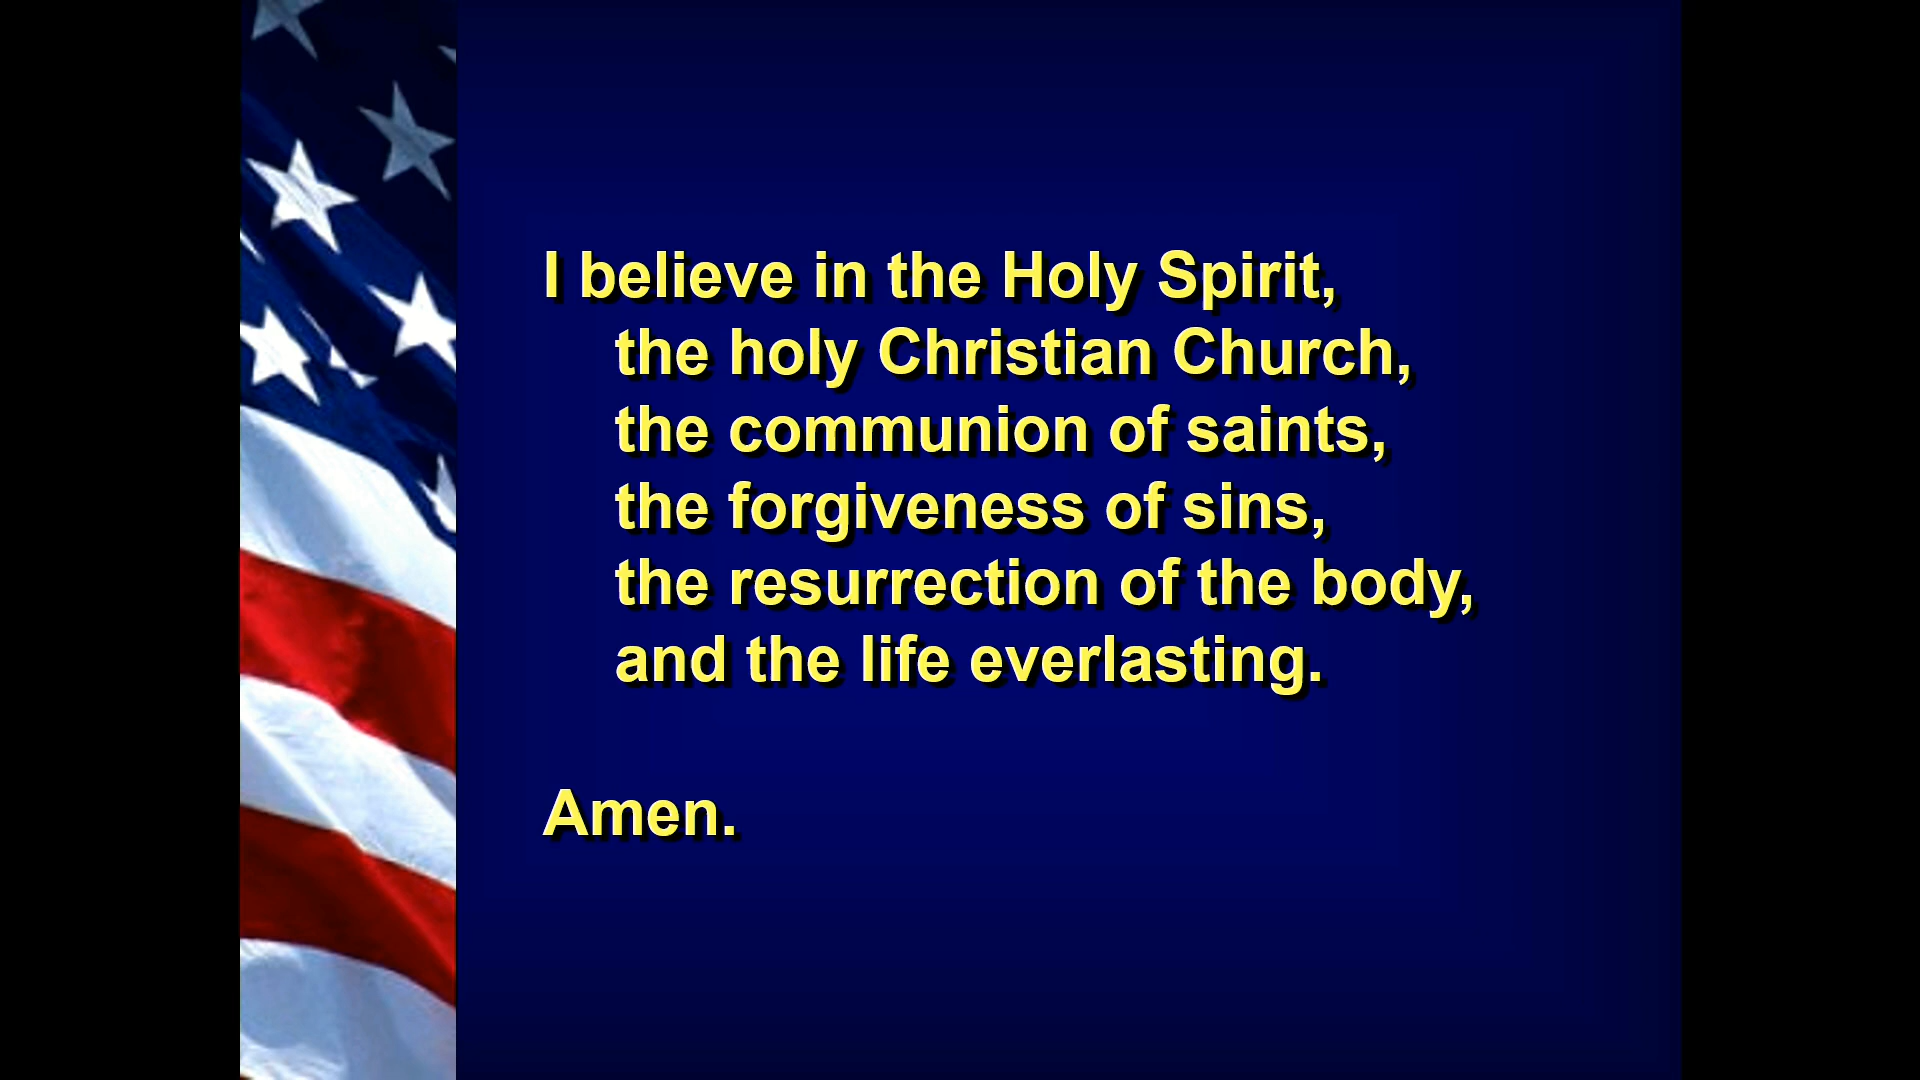 I believe in the Holy Spirit,
the holy Christian Church,
the communion of saints,
the forgiveness of sins,
the resurrection of the body,
and the life everlasting.
Amen.